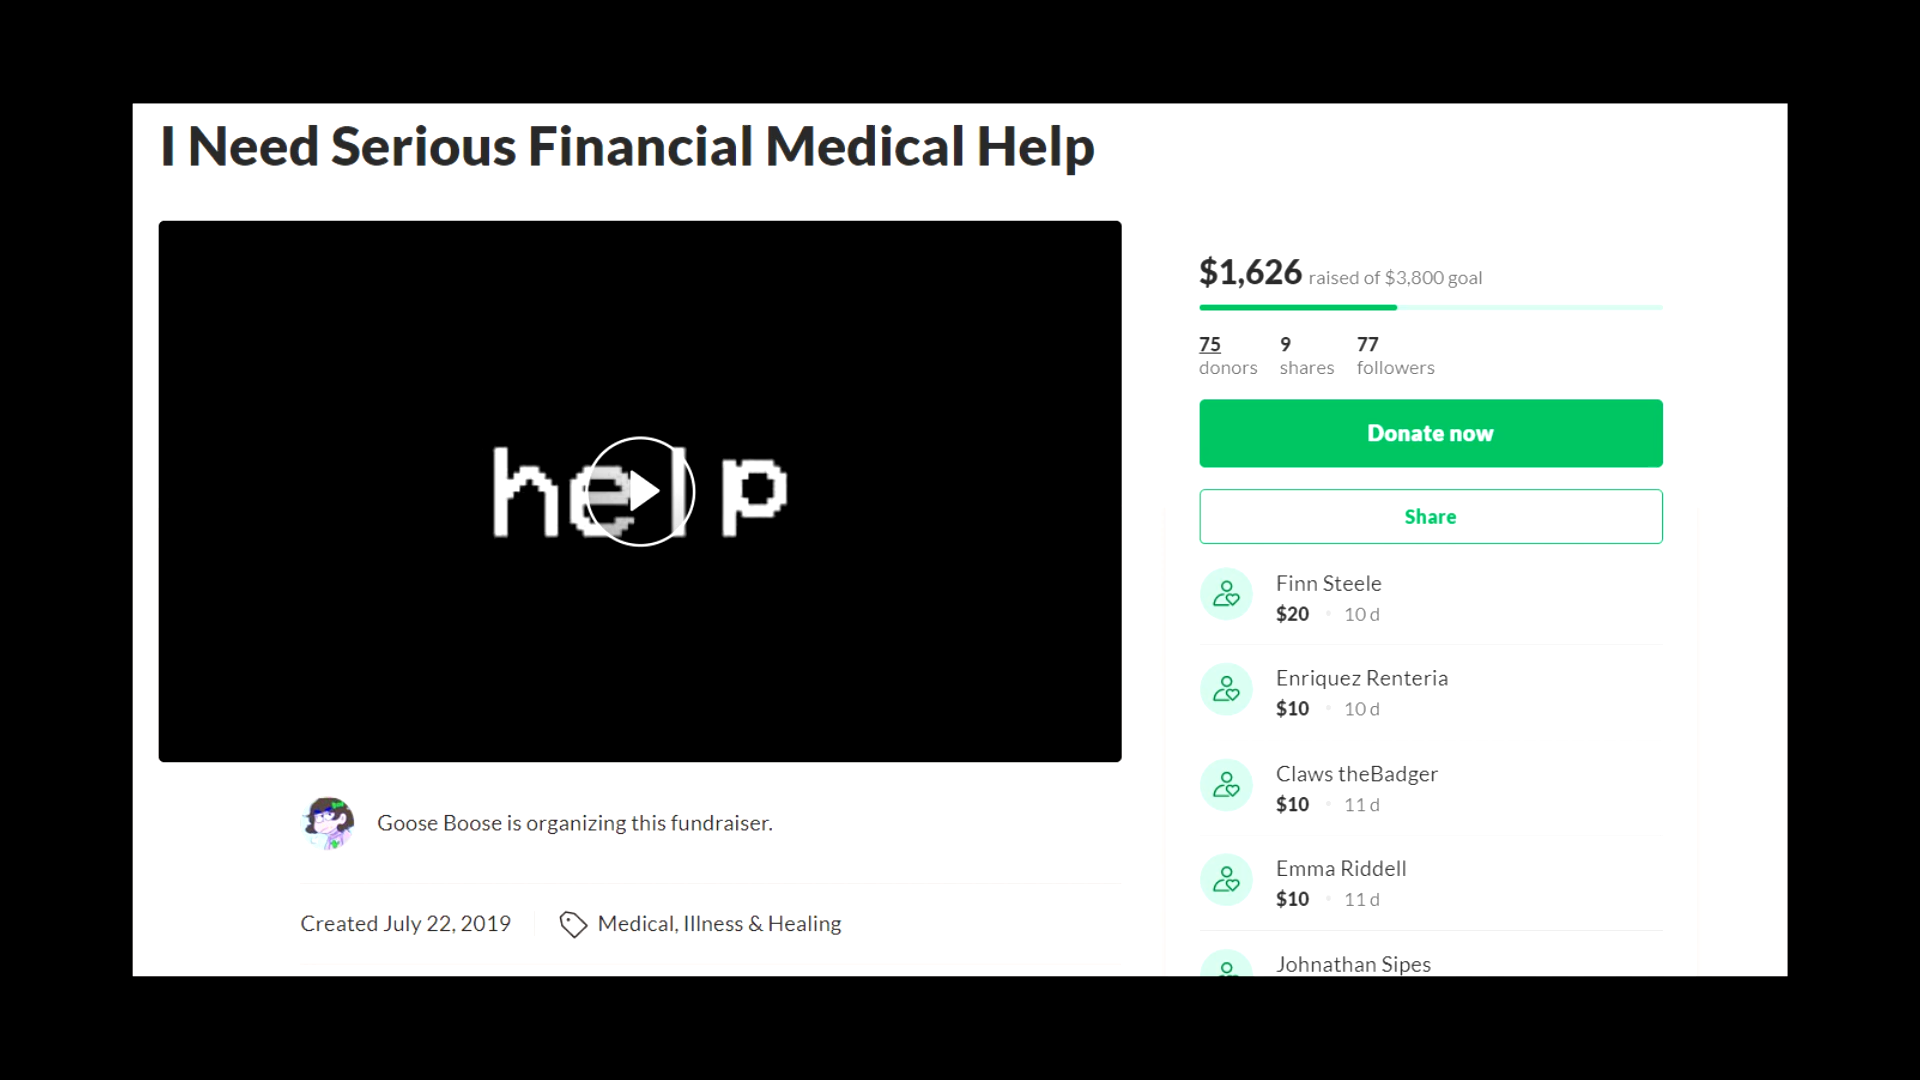 I Need Serious Financial Medical Help
help
Goose Boose is organizing this fundraiser.
Created July 22, 2019
Medical, Illness & Healing
$1,626 raised of $3,800 goal
75 9 77
donors shares followers
Donate now
Share
Finn Steele
$20 • 10 d
Enriquez Renteria
$10 • 10 d
Claws theBadger
$10 • 11 d
Emma Riddell
$10 • 11 d
Johnathan Sipes